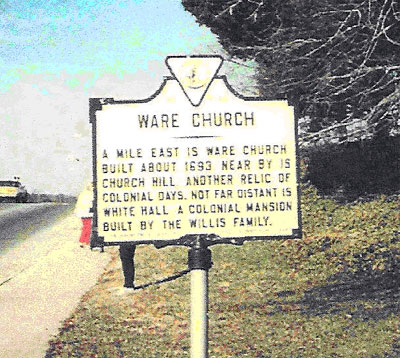 WARE CHURCH
A MILE EAST IS WARE CHURCH
BUILT ABOUT 1693. NEAR BY IS
CHURCH HILL, ANOTHER RELIC OF
COLONIAL DAYS. NOT FAR DISTANT IS
WHITE HALL A COLONIAL MANSION
BUILT BY THE WILLIS FAMILY.